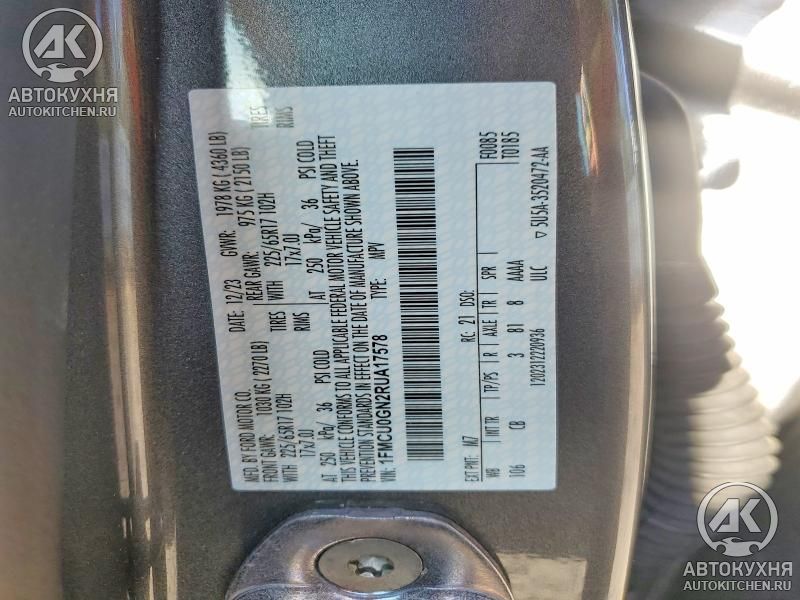 AK
АВТОКУХНЯ
AUTOKITCHEN.RU
MFD. BY FORD MOTOR CO.
DATE: 12/23 GVWR: 1978 KG ( 4360 LB)
FRONT GAWR: 1030 KG (2270 LB) REAR GAWR: 975 KG ( 2150 LB)
WITH 225/65R17 102H TIRES WITH 225/65R17 102H TIRES
17x7.0J RIMS 17x7.0J RIMS
AT 250 kPa/ 36 PSI COLD AT 250 kPa/ 36 PSI COLD
THIS VEHICLE CONFORMS TO ALL APPLICABLE FEDERAL MOTOR VEHICLE SAFETY AND THEFT
PREVENTION STANDARDS IN EFFECT ON THE DATE OF MANUFACTURE SHOWN ABOVE.
VIN: 1FMCU0GN2RUA17578 TYPE: MPV
F0085
EXT PNT: M7 RC: 21 DSO: T0185
WB INT TR TP/PS R AXLE TR SPR
106 CB 3 81 8 AAAA
1202312220936 ULC
▽ 5U5A-3520472-AA
AK
АВТОКУХНЯ
AUTOKITCHEN.RU